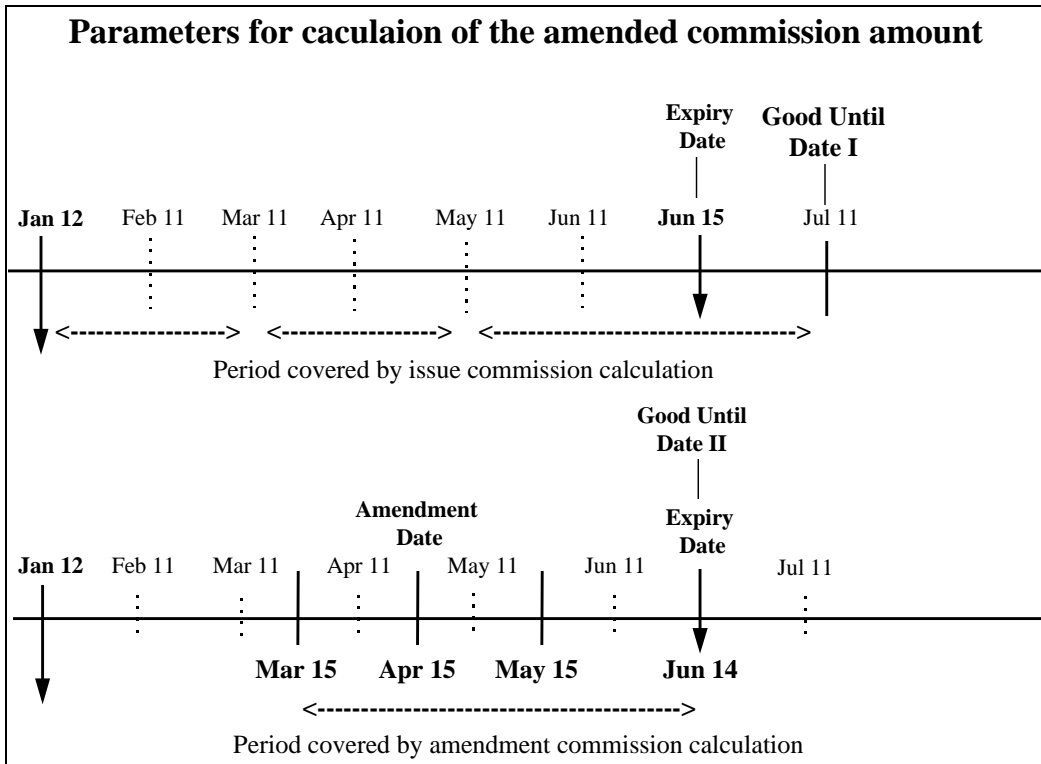 Parameters for caculaion of the amended commission amount
Expiry
Date
Good Until
Date I
Jan 12 Feb 11 Mar 11 Apr 11 May 11 Jun 11 Jun 15 Jul 11
Period covered by issue commission calculation
Good Until
Date II
Amendment
Date
Expiry
Date
Jan 12 Feb 11 Mar 11 Apr 11 May 11 Jun 11 Jul 11
Mar 15 Apr 15 May 15 Jun 14
Period covered by amendment commission calculation